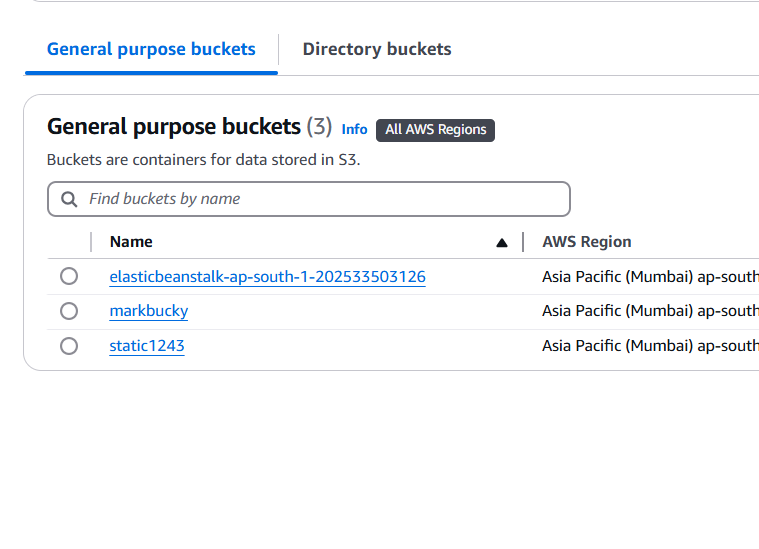 General purpose buckets
Directory buckets
General purpose buckets (3) Info All AWS Regions
Buckets are containers for data stored in S3.
Find buckets by name
Name AWS Region
elasticbeanstalk-ap-south-1-202533503126 Asia Pacific (Mumbai) ap-south
markbucky Asia Pacific (Mumbai) ap-south
static1243 Asia Pacific (Mumbai) ap-south